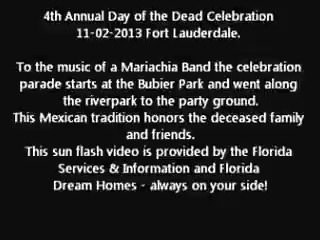 4th Annual Day of the Dead Celebration
11-02-2013 Fort Lauderdale.
To the music of a Mariachia Band the celebration
parade starts at the Bubier Park and went along
the riverpark to the party ground.
This Mexican tradition honors the deceased family
and friends.
This sun flash video is provided by the Florida
Services & Information and Florida
Dream Homes - always on your side!